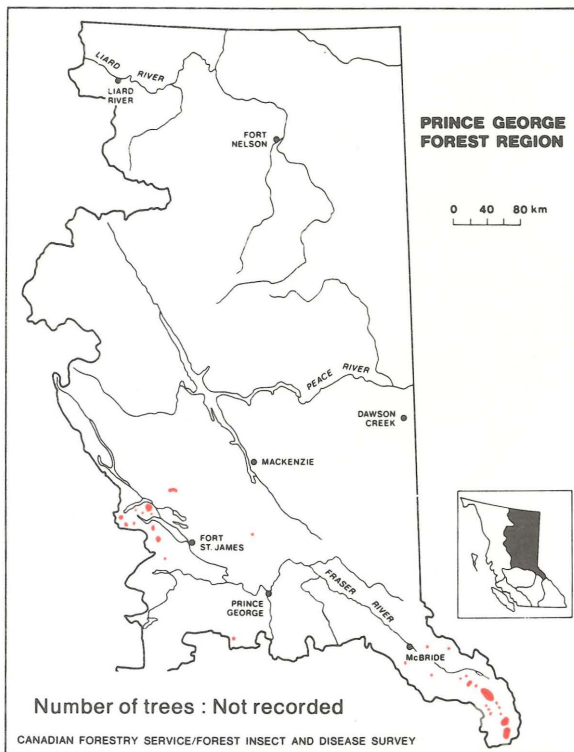 LIARD RIVER
LIARD
RIVER
FORT
NELSON
PRINCE GEORGE
FOREST REGION
0 40 80 km
PEACE RIVER
DAWSON
CREEK
MACKENZIE
FORT
ST. JAMES
PRINCE
GEORGE
FRASER RIVER
McBRIDE
Number of trees : Not recorded
CANADIAN FORESTRY SERVICE/FOREST INSECT AND DISEASE SURVEY